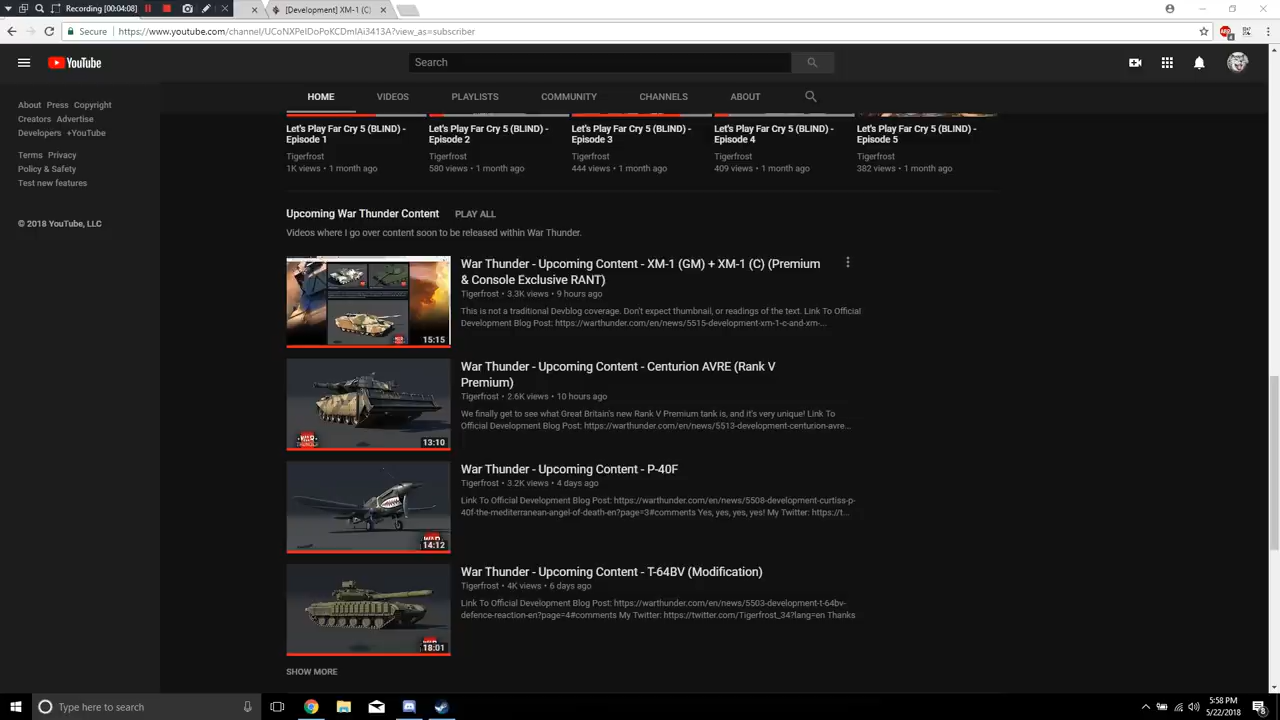 Recording [00:04:08]
[Development] XM-1 (C)
Secure
https://www.youtube.com/channel/UCoNXPelDoPoKCDmlAi3413A?view_as=subscriber
YouTube
Search
HOME
VIDEOS
PLAYLISTS
COMMUNITY
CHANNELS
ABOUT
About Press Copyright
Creators Advertise
Developers +YouTube
Terms Privacy
Policy & Safety
Test new features
© 2018 YouTube, LLC
Let's Play Far Cry 5 (BLIND) -
Episode 1
Tigerfrost
1K views • 1 month ago
Let's Play Far Cry 5 (BLIND) -
Episode 2
Tigerfrost
580 views • 1 month ago
Let's Play Far Cry 5 (BLIND) -
Episode 3
Tigerfrost
444 views • 1 month ago
Let's Play Far Cry 5 (BLIND) -
Episode 4
Tigerfrost
409 views • 1 month ago
Let's Play Far Cry 5 (BLIND) -
Episode 5
Tigerfrost
382 views • 1 month ago
Upcoming War Thunder Content
PLAY ALL
Videos where I go over content soon to be released within War Thunder.
15:15
War Thunder - Upcoming Content - XM-1 (GM) + XM-1 (C) (Premium
& Console Exclusive RANT)
Tigerfrost • 3.3K views • 9 hours ago
This is not a traditional Devblog coverage. Don't expect thumbnail, or readings of the text. Link To Official
Development Blog Post: https://warthunder.com/en/news/5515-development-xm-1-c-and-xm-...
13:10
War Thunder - Upcoming Content - Centurion AVRE (Rank V
Premium)
Tigerfrost • 2.6K views • 10 hours ago
We finally get to see what Great Britain's new Rank V Premium tank is, and it's very unique! Link To
Official Development Blog Post: https://warthunder.com/en/news/5513-development-centurion-avre...
14:12
War Thunder - Upcoming Content - P-40F
Tigerfrost • 3.2K views • 4 days ago
Link To Official Development Blog Post: https://warthunder.com/en/news/5508-development-curtiss-p-
40f-the-mediterranean-angel-of-death-en?page=3#comments Yes, yes, yes, yes! My Twitter: https://t...
18:01
War Thunder - Upcoming Content - T-64BV (Modification)
Tigerfrost • 4K views • 6 days ago
Link To Official Development Blog Post: https://warthunder.com/en/news/5503-development-t-64bv-
defence-reaction-en?page=4#comments My Twitter: https://twitter.com/Tigerfrost_34?lang=en Thanks
SHOW MORE
Type here to search
5:58 PM
5/22/2018